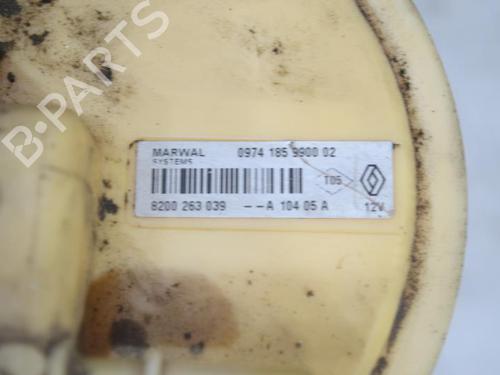 B-PARTS
MARWAL 0974 185 9900 02
SYSTEMS
T05
8200 263 039 --A 104 05 A 12V